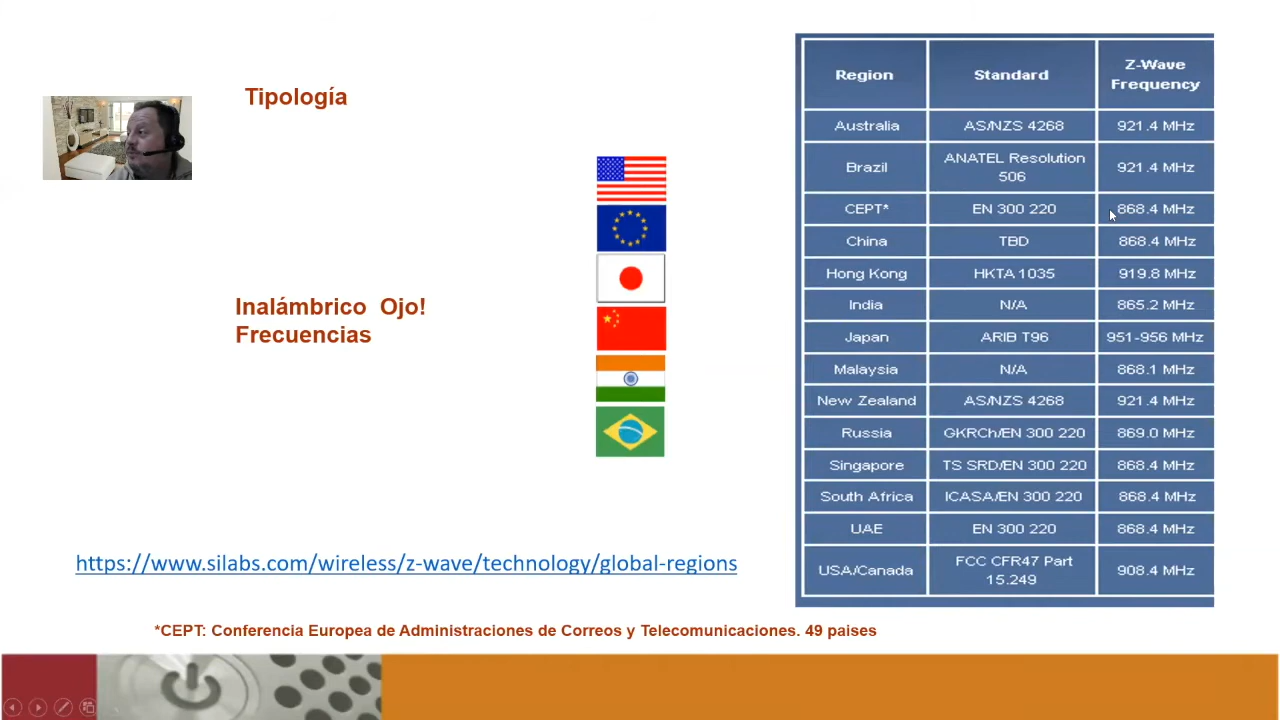 Tipología
Inalámbrico Ojo!
Frecuencias
Region Standard Z-Wave Frequency
Australia AS/NZS 4268 921.4 MHz
Brazil ANATEL Resolution 506 921.4 MHz
CEPT* EN 300 220 868.4 MHz
China TBD 868.4 MHz
Hong Kong HKTA 1035 919.8 MHz
India N/A 865.2 MHz
Japan ARIB T96 951-956 MHz
Malaysia N/A 868.1 MHz
New Zealand AS/NZS 4268 921.4 MHz
Russia GKRCh/EN 300 220 869.0 MHz
Singapore TS SRD/EN 300 220 868.4 MHz
South Africa ICASA/EN 300 220 868.4 MHz
UAE EN 300 220 868.4 MHz
USA/Canada FCC CFR47 Part 15.249 908.4 MHz
https://www.silabs.com/wireless/z-wave/technology/global-regions
*CEPT: Conferencia Europea de Administraciones de Correos y Telecomunicaciones. 49 paises